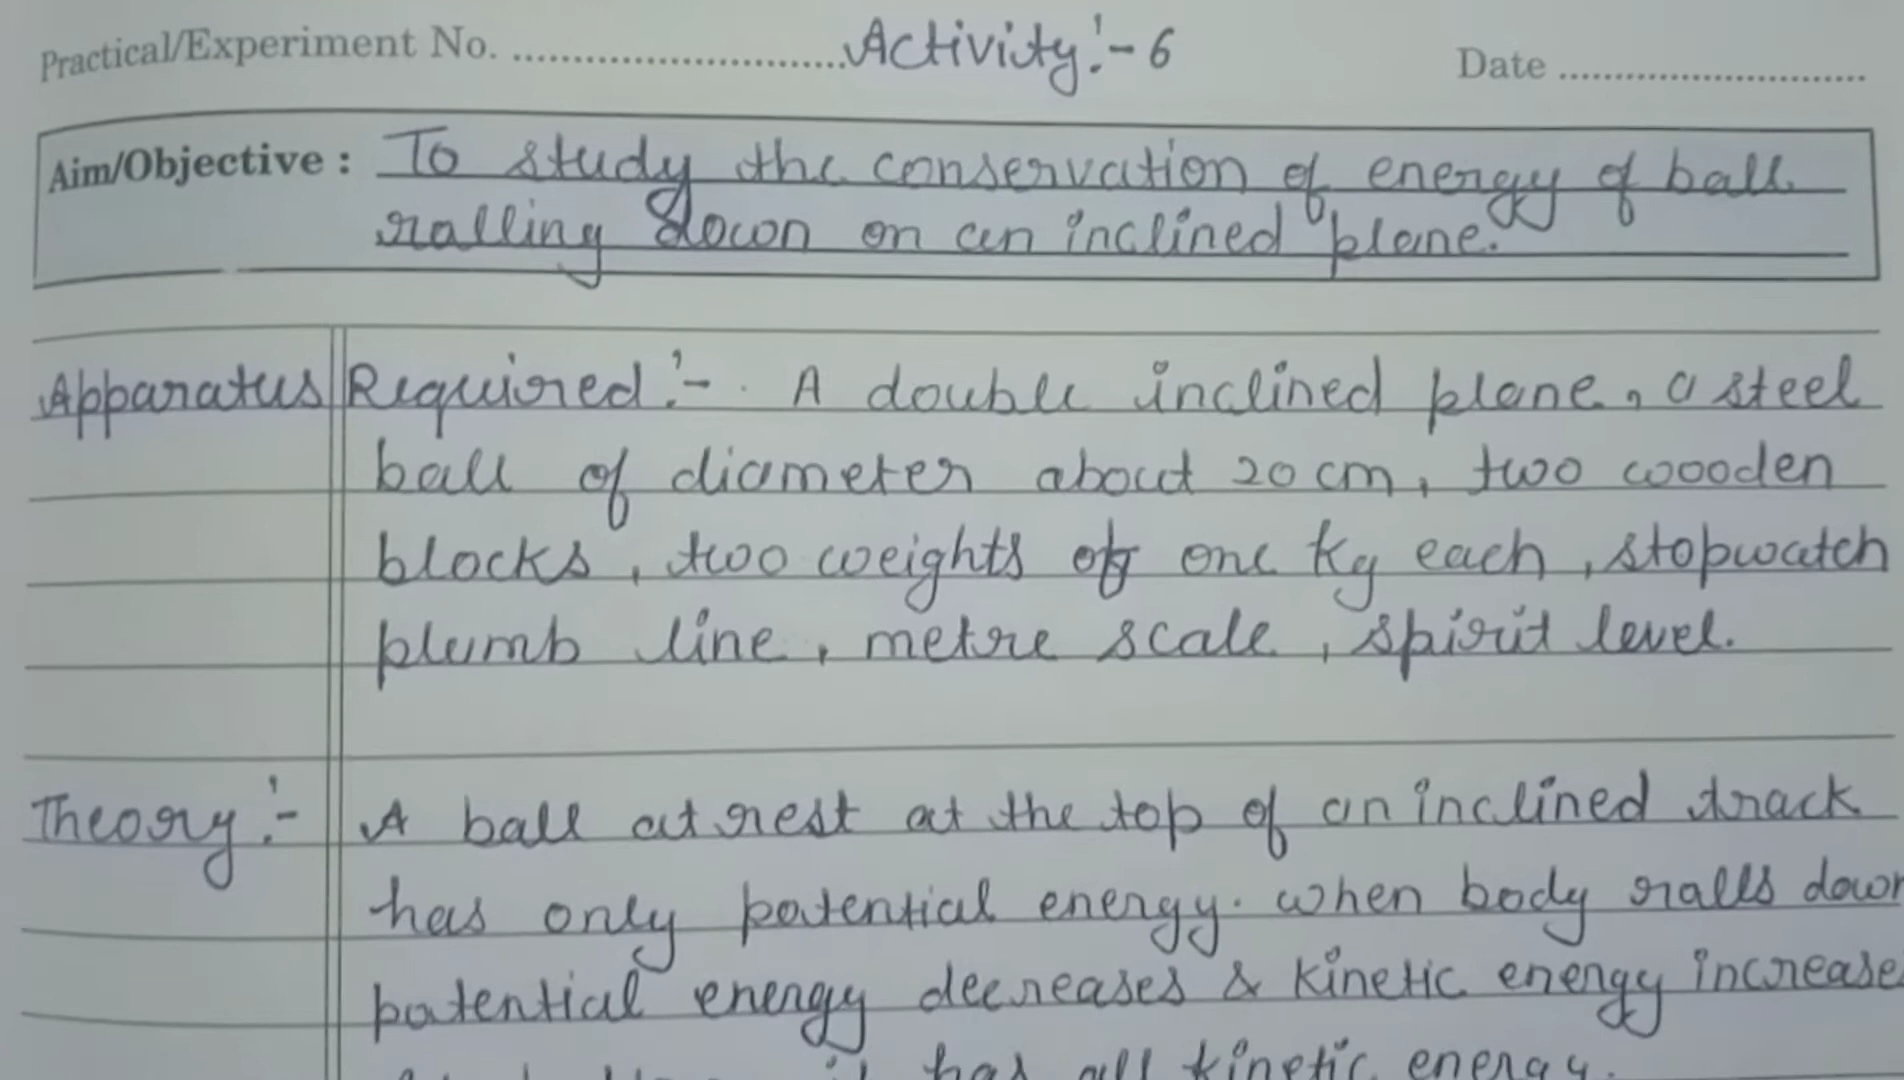 Practical/Experiment No. .............................. Activity:- 6
Date ............................
Aim/Objective : To study the conservation of energy of ball
rolling down on an inclined plane.
Apparatus Required:- A double inclined plane, a steel
ball of diameter about 20 cm, two wooden
blocks, two weights of one kg each, stopwatch
plumb line, metre scale, spirit level.
Theory:- A ball at rest at the top of an inclined track
has only potential energy. when body rolls down
potential energy decreases & kinetic energy increase
it has all kinetic energy.